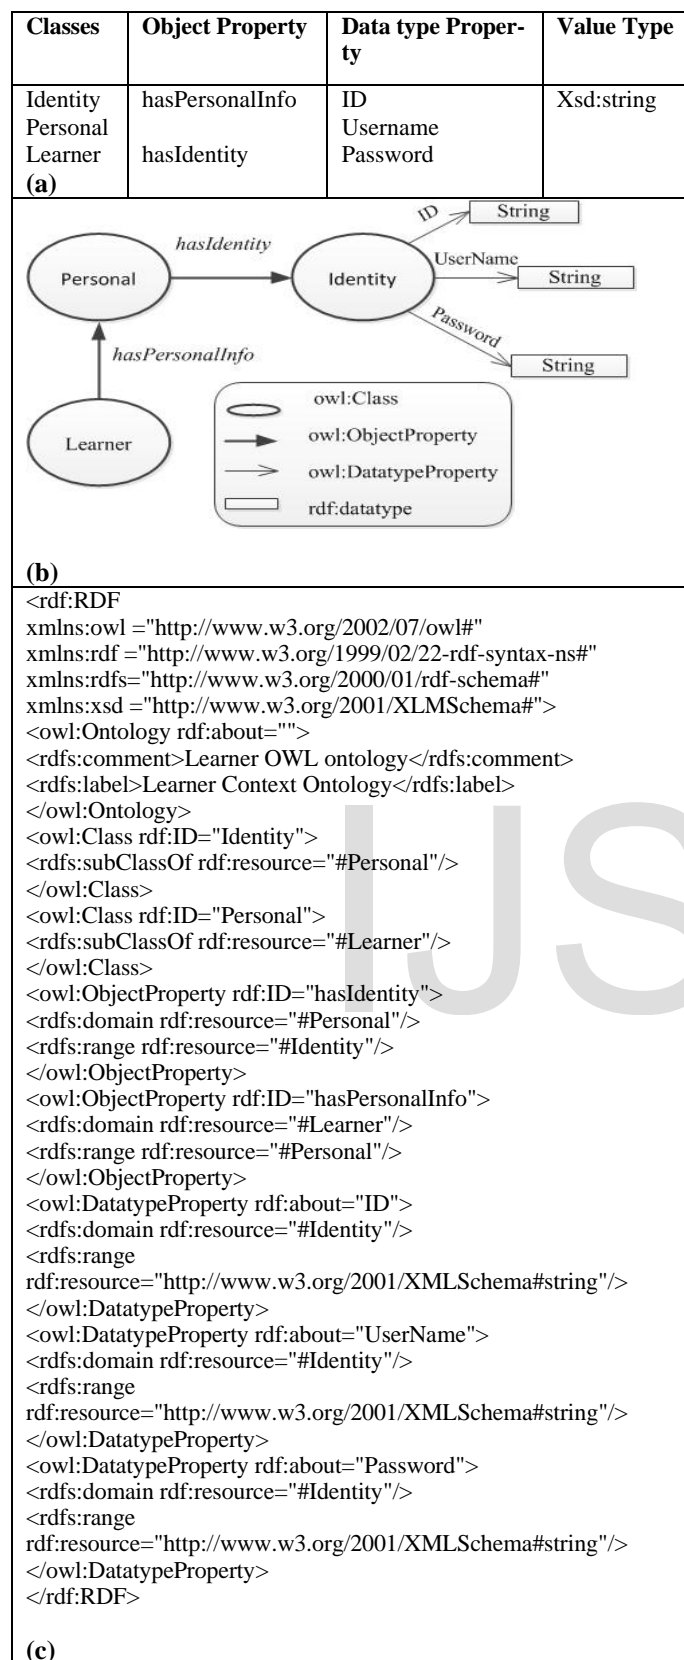 Classes Object Property Data type Proper- Value Type
ty
Identity hasPersonalInfo ID Xsd:string
Personal Username
Learner hasIdentity Password
(a)
ID String
hasIdentity
UserName
Personal Identity String
Password
hasPersonalInfo
String
owl:Class
Learner owl:ObjectProperty
owl:DatatypeProperty
rdf:datatype
(b)
<rdf:RDF
xmlns:owl ="http://www.w3.org/2002/07/owl#"
xmlns:rdf ="http://www.w3.org/1999/02/22-rdf-syntax-ns#"
xmlns:rdfs="http://www.w3.org/2000/01/rdf-schema#"
xmlns:xsd ="http://www.w3.org/2001/XLMSchema#">
<owl:Ontology rdf:about="">
<rdfs:comment>Learner OWL ontology</rdfs:comment>
<rdfs:label>Learner Context Ontology</rdfs:label>
</owl:Ontology>
<owl:Class rdf:ID="Identity">
<rdfs:subClassOf rdf:resource="#Personal"/>
</owl:Class>
<owl:Class rdf:ID="Personal">
<rdfs:subClassOf rdf:resource="#Learner"/>
</owl:Class>
<owl:ObjectProperty rdf:ID="hasIdentity">
<rdfs:domain rdf:resource="#Personal"/>
<rdfs:range rdf:resource="#Identity"/>
</owl:ObjectProperty>
<owl:ObjectProperty rdf:ID="hasPersonalInfo">
<rdfs:domain rdf:resource="#Learner"/>
<rdfs:range rdf:resource="#Personal"/>
</owl:ObjectProperty>
<owl:DatatypeProperty rdf:about="ID">
<rdfs:domain rdf:resource="#Identity"/>
<rdfs:range
rdf:resource="http://www.w3.org/2001/XMLSchema#string"/>
</owl:DatatypeProperty>
<owl:DatatypeProperty rdf:about="UserName">
<rdfs:domain rdf:resource="#Identity"/>
<rdfs:range
rdf:resource="http://www.w3.org/2001/XMLSchema#string"/>
</owl:DatatypeProperty>
<owl:DatatypeProperty rdf:about="Password">
<rdfs:domain rdf:resource="#Identity"/>
<rdfs:range
rdf:resource="http://www.w3.org/2001/XMLSchema#string"/>
</owl:DatatypeProperty>
</rdf:RDF>
(c)
IJS